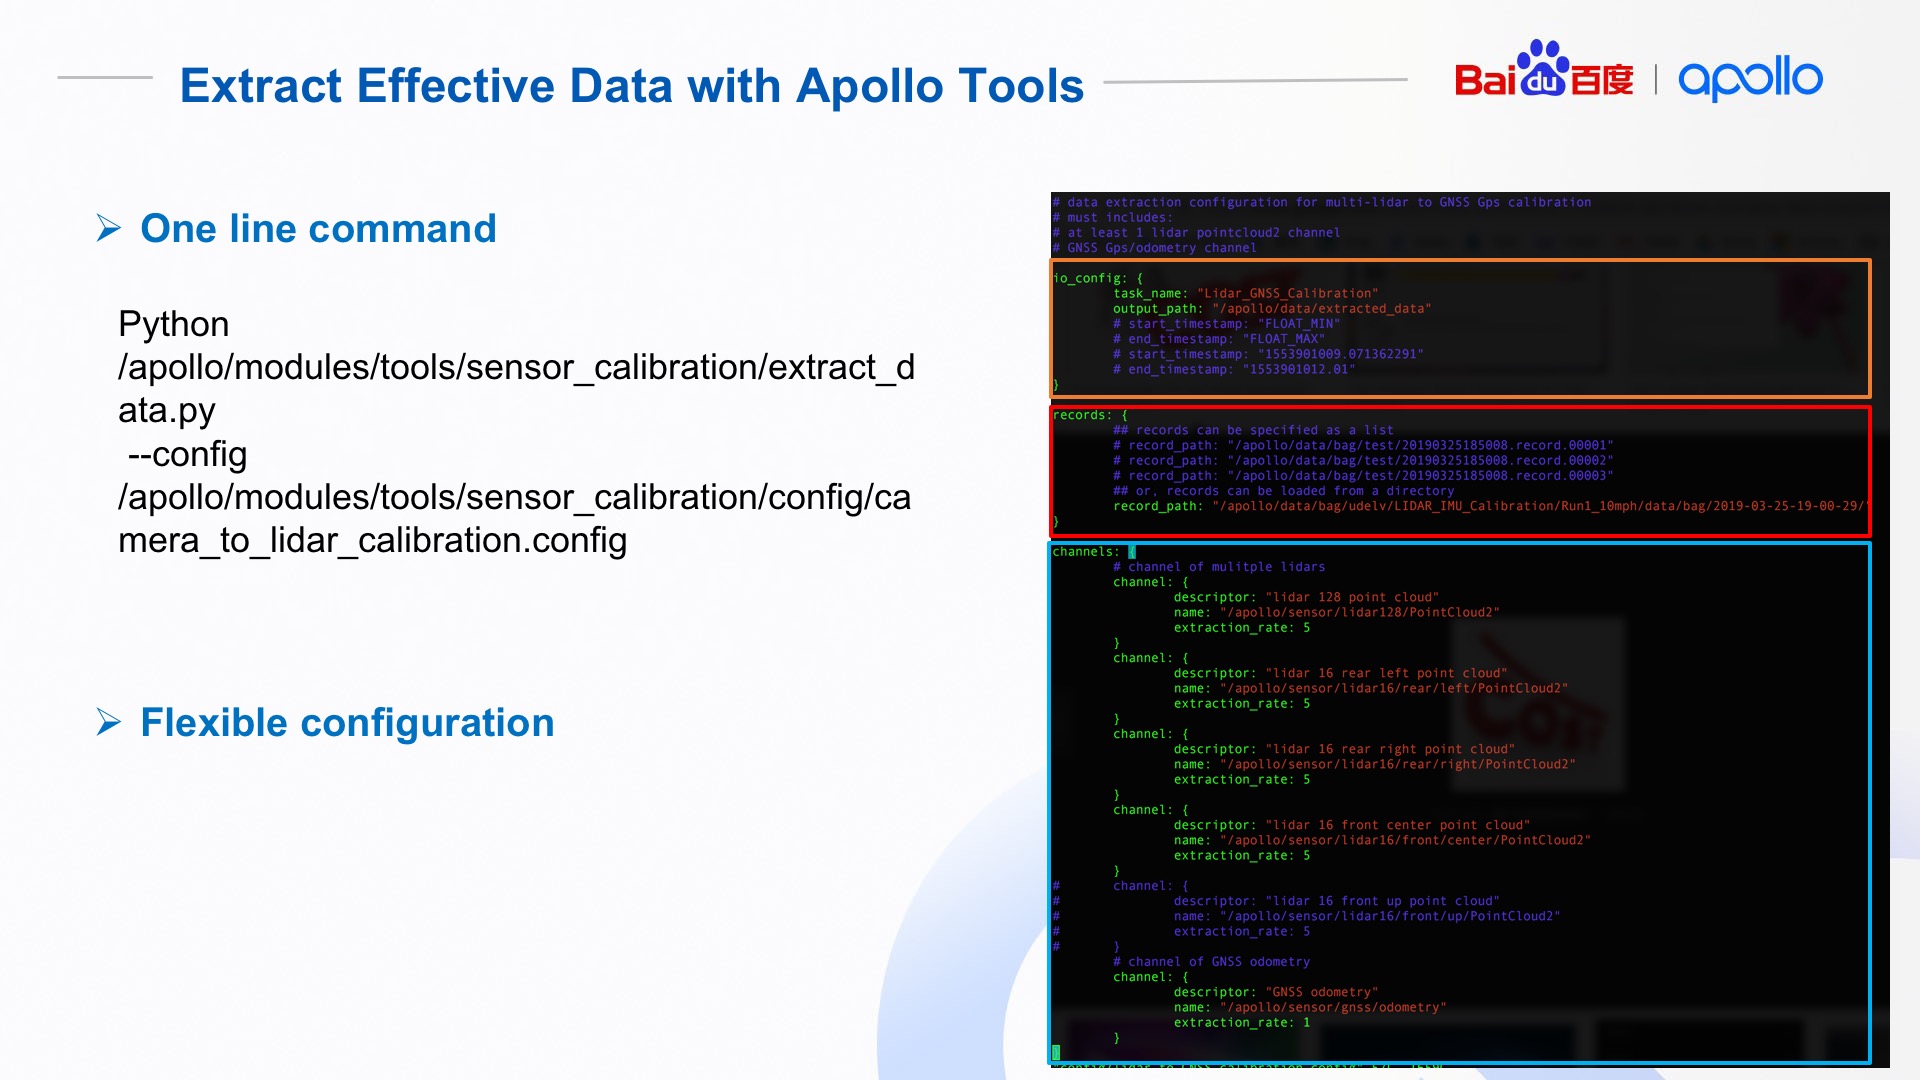 Extract Effective Data with Apollo Tools
Bai du 百度 | apollo
➢ One line command
Python
/apollo/modules/tools/sensor_calibration/extract_d
ata.py
--config
/apollo/modules/tools/sensor_calibration/config/ca
mera_to_lidar_calibration.config
➢ Flexible configuration
# data extraction configuration for multi-lidar to GNSS Gps calibration
# must includes:
# at least 1 lidar pointcloud2 channel
# GNSS Gps/odometry channel
io_config: {
task_name: "Lidar_GNSS_Calibration"
output_path: "/apollo/data/extracted_data"
# start_timestamp: "FLOAT_MIN"
# end_timestamp: "FLOAT_MAX"
# start_timestamp: "1553901009.071362291"
# end_timestamp: "1553901012.01"
}
records: {
## records can be specified as a list
# record_path: "/apollo/data/bag/test/20190325185008.record.00001"
# record_path: "/apollo/data/bag/test/20190325185008.record.00002"
# record_path: "/apollo/data/bag/test/20190325185008.record.00003"
## or, records can be loaded from a directory
record_path: "/apollo/data/bag/udelv/LIDAR_IMU_Calibration/Run1_10mph/data/bag/2019-03-25-19-00-29/"
}
channels: {
# channel of mulitple lidars
channel: {
descriptor: "lidar 128 point cloud"
name: "/apollo/sensor/lidar128/PointCloud2"
extraction_rate: 5
}
channel: {
descriptor: "lidar 16 rear left point cloud"
name: "/apollo/sensor/lidar16/rear/left/PointCloud2"
extraction_rate: 5
}
channel: {
descriptor: "lidar 16 rear right point cloud"
name: "/apollo/sensor/lidar16/rear/right/PointCloud2"
extraction_rate: 5
}
channel: {
descriptor: "lidar 16 front center point cloud"
name: "/apollo/sensor/lidar16/front/center/PointCloud2"
extraction_rate: 5
}
# channel: {
# descriptor: "lidar 16 front up point cloud"
# name: "/apollo/sensor/lidar16/front/up/PointCloud2"
# extraction_rate: 5
# }
# channel of GNSS odometry
channel: {
descriptor: "GNSS odometry"
name: "/apollo/sensor/gnss/odometry"
extraction_rate: 1
}
}